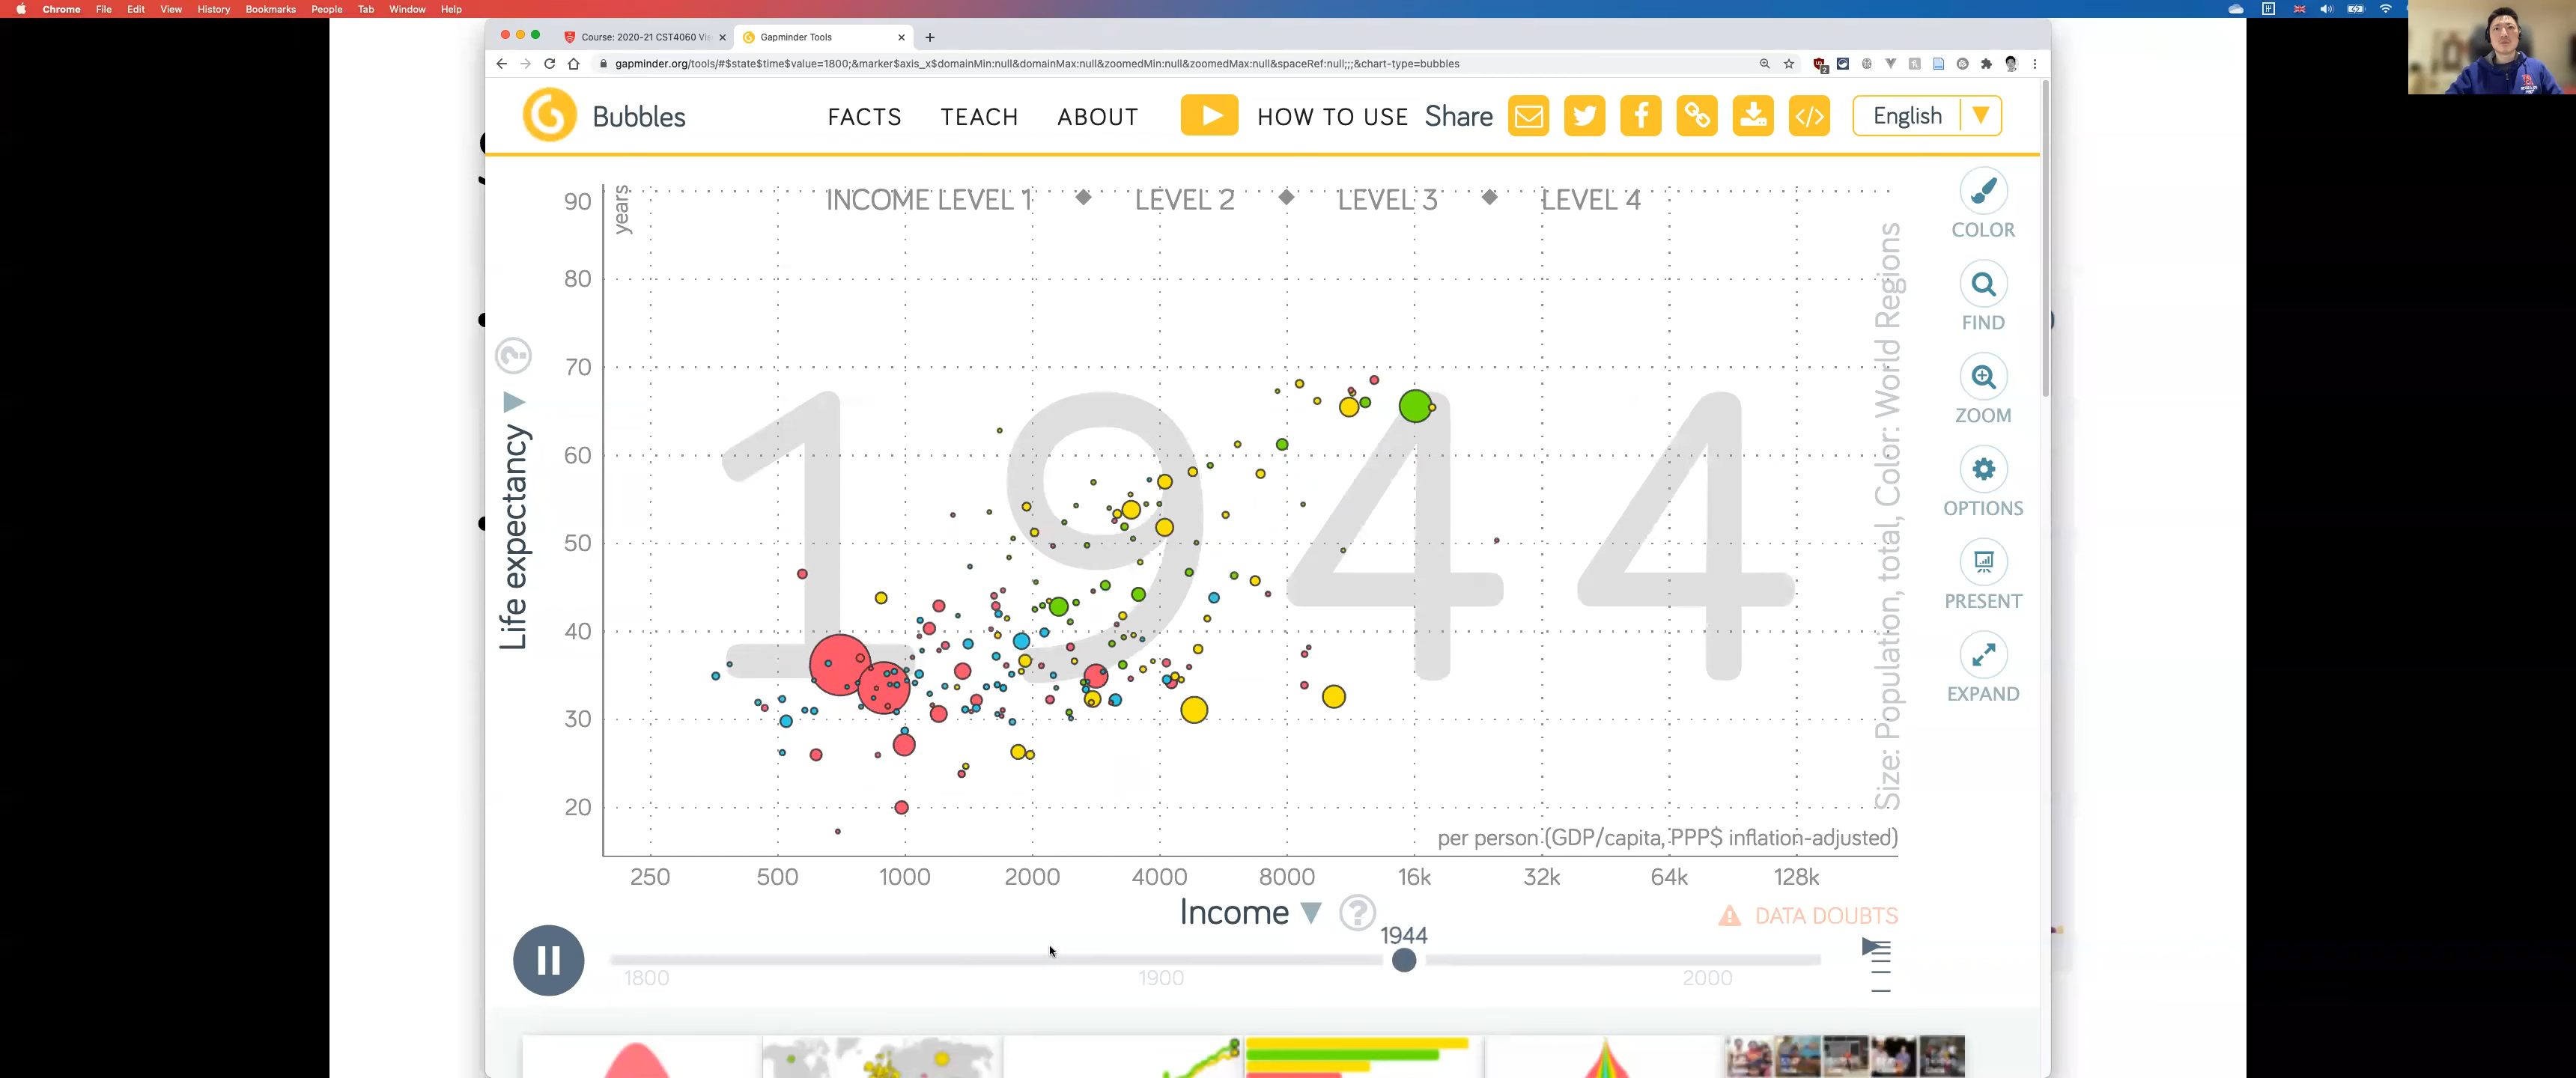 Chrome File Edit View History Bookmarks People Tab Window Help
Course: 2020-21 CST4060 Vi
Gapminder Tools
gapminder.org/tools/#$state$time$value=1800;&marker$axis_x$domainMin:null&domainMax:null&zoomedMin:null&zoomedMax:null&spaceRef:null;;;&chart-type=bubbles
2
Bubbles
FACTS TEACH ABOUT HOW TO USE Share English
INCOME LEVEL 1 LEVEL 2 LEVEL 3 LEVEL 4
years
90
80
70
60
50
40
30
20
Life expectancy
1944
Size: Population, total, Color: World Regions
per person (GDP/capita, PPP$ inflation-adjusted)
250 500 1000 2000 4000 8000 16k 32k 64k 128k
Income
DATA DOUBTS
1944
1800 1900 2000
COLOR
FIND
ZOOM
OPTIONS
PRESENT
EXPAND